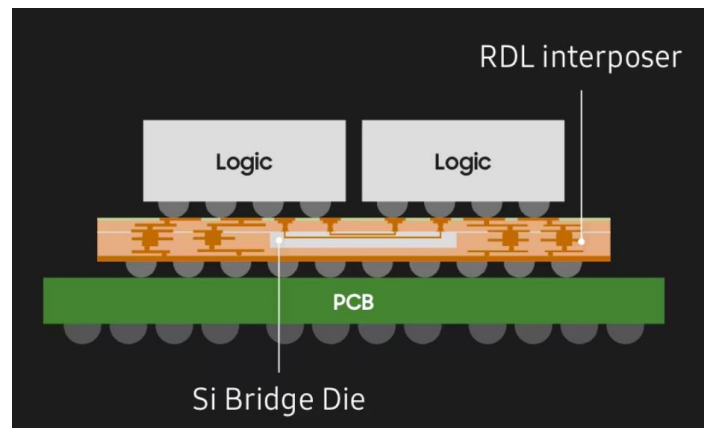 RDL interposer
Logic
Logic
PCB
Si Bridge Die